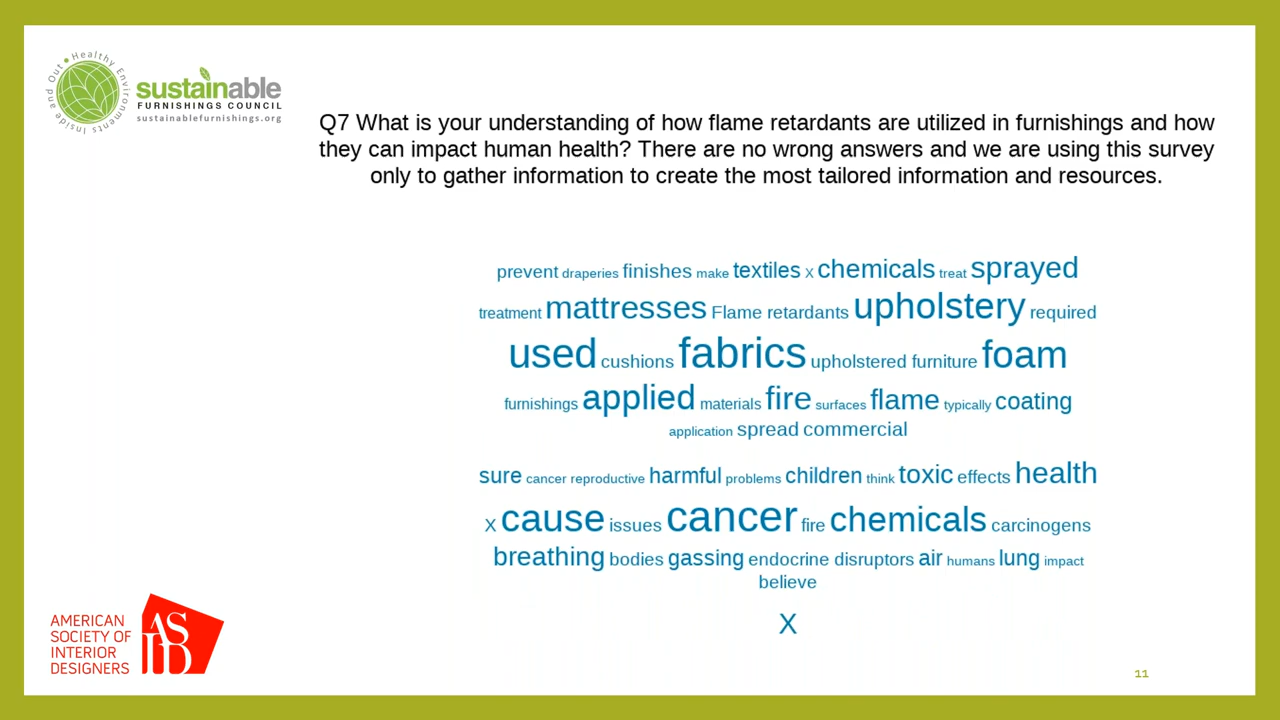 Healthy Environments Inside and Out
sustainable
FURNISHINGS COUNCIL
sustainablefurnishings.org
Q7 What is your understanding of how flame retardants are utilized in furnishings and how
they can impact human health? There are no wrong answers and we are using this survey
only to gather information to create the most tailored information and resources.
prevent draperies finishes make textiles X chemicals treat sprayed
treatment mattresses Flame retardants upholstery required
used cushions fabrics upholstered furniture foam
furnishings applied materials fire surfaces flame typically coating
application spread commercial
sure cancer reproductive harmful problems children think toxic effects health
X cause issues cancer fire chemicals carcinogens
breathing bodies gassing endocrine disruptors air humans lung impact
believe
X
AMERICAN
SOCIETY OF
INTERIOR
DESIGNERS
ASID
11